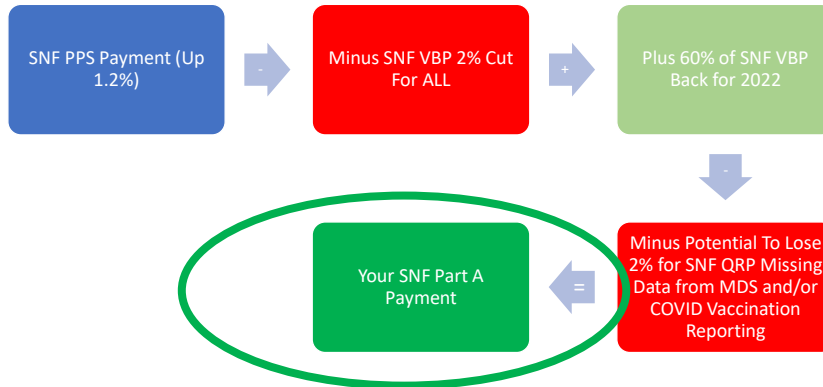 SNF PPS Payment (Up
1.2%)
-
Minus SNF VBP 2% Cut
For ALL
+
Plus 60% of SNF VBP
Back for 2022
-
Minus Potential To Lose
2% for SNF QRP Missing
Data from MDS and/or
COVID Vaccination
Reporting
=
Your SNF Part A
Payment